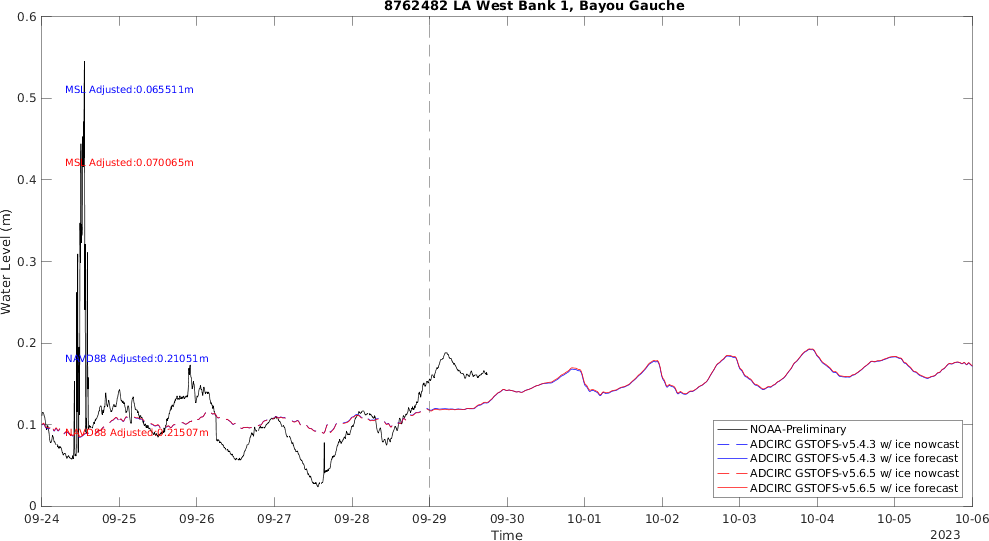 8762482 LA West Bank 1, Bayou Gauche
0.6
0.5
0.4
0.3
0.2
0.1
0
Water Level (m)
MSL Adjusted:0.065511m
MSL Adjusted:0.070065m
NAVD88 Adjusted:0.21051m
NAVD88 Adjusted:0.21507m
NOAA-Preliminary
ADCIRC GSTOFS-v5.4.3 w/ ice nowcast
ADCIRC GSTOFS-v5.4.3 w/ ice forecast
ADCIRC GSTOFS-v5.6.5 w/ ice nowcast
ADCIRC GSTOFS-v5.6.5 w/ ice forecast
09-24 09-25 09-26 09-27 09-28 09-29 09-30 10-01 10-02 10-03 10-04 10-05 10-06
Time
2023